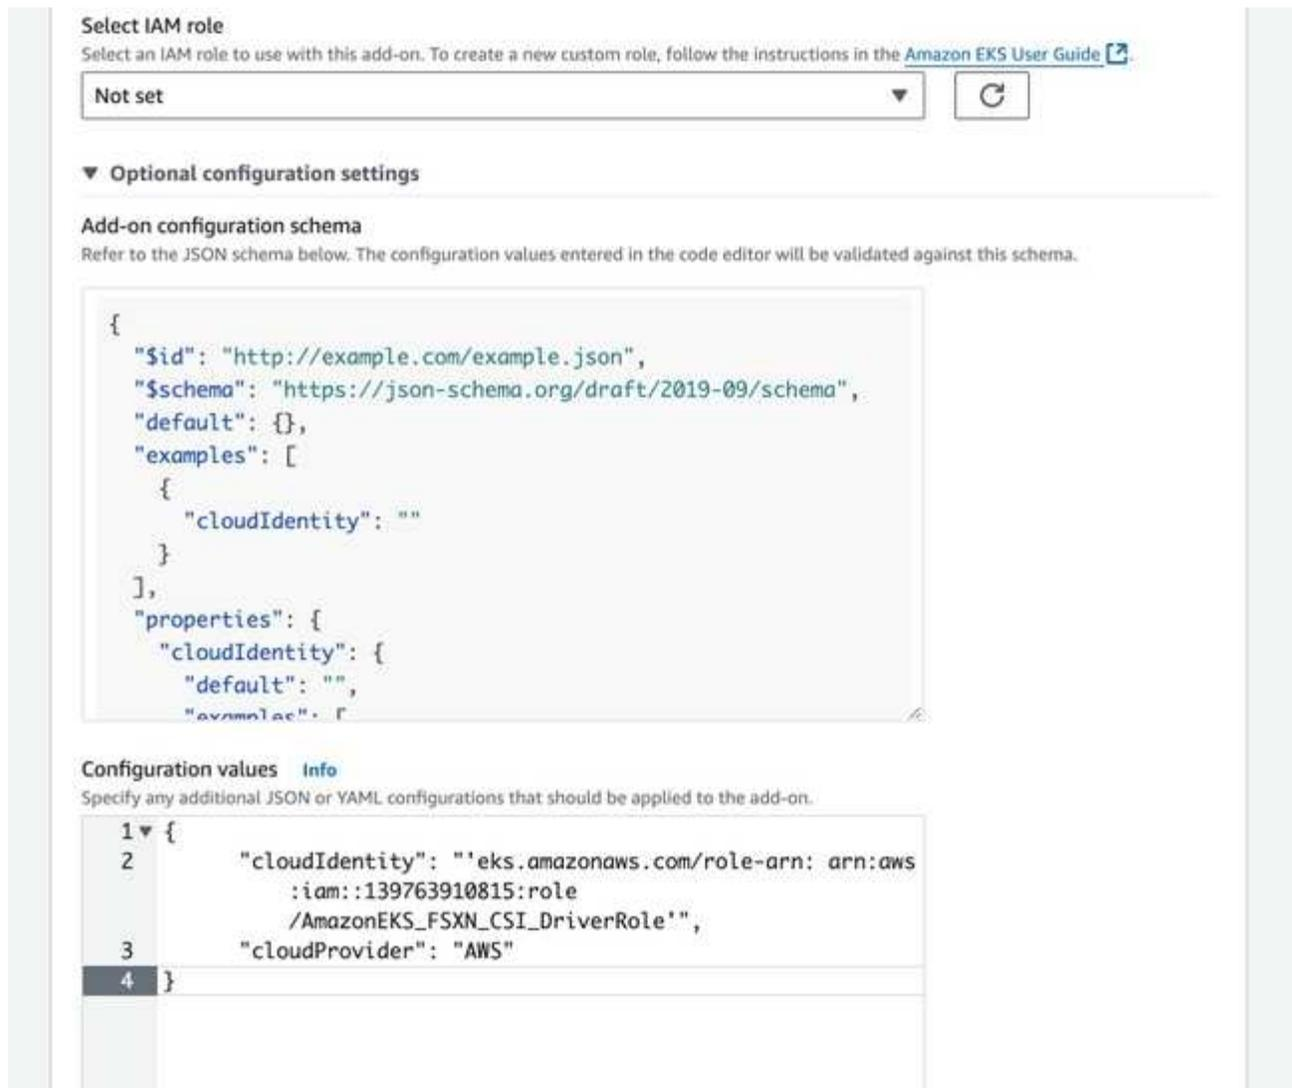 Select IAM role
Select an IAM role to use with this add-on. To create a new custom role, follow the instructions in the Amazon EKS User Guide.
Not set
Optional configuration settings
Add-on configuration schema
Refer to the JSON schema below. The configuration values entered in the code editor will be validated against this schema.
{
"$id": "http://example.com/example.json",
"$schema": "https://json-schema.org/draft/2019-09/schema",
"default": {},
"examples": [
{
"cloudIdentity": ""
}
],
"properties": {
"cloudIdentity": {
"default": "",
"examples": [
Configuration values Info
Specify any additional JSON or YAML configurations that should be applied to the add-on.
1 {
2 "cloudIdentity": "'eks.amazonaws.com/role-arn: arn:aws
:iam::139763910815:role
/AmazonEKS_FSXN_CSI_DriverRole'",
3 "cloudProvider": "AWS"
4 }